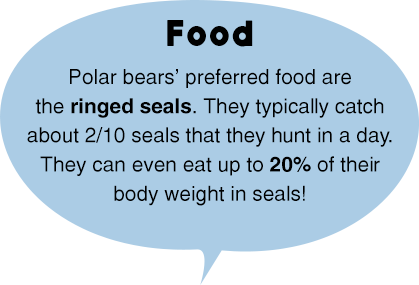 Food
Polar bears’ preferred food are
the ringed seals. They typically catch
about 2/10 seals that they hunt in a day.
They can even eat up to 20% of their
body weight in seals!